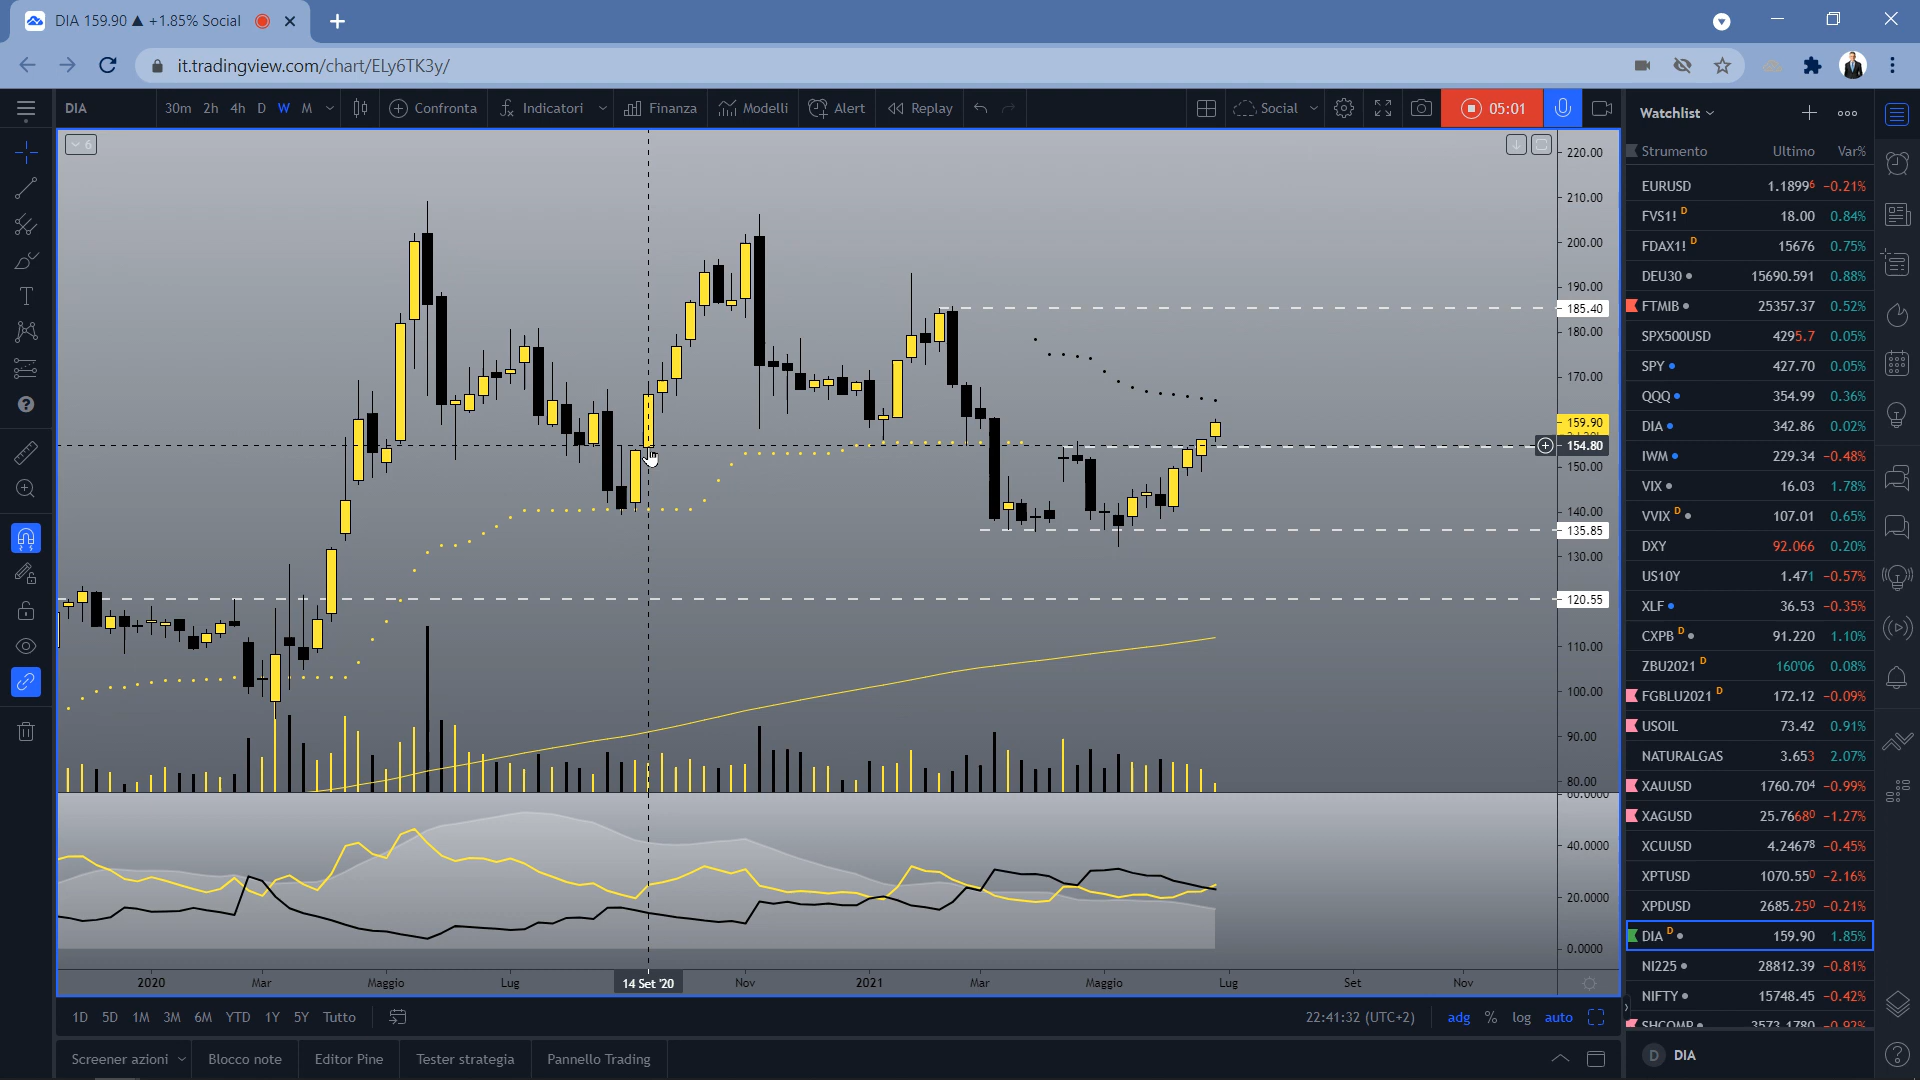 DIA 159.90 ▲ +1.85% Social
it.tradingview.com/chart/ELy6TK3y/
DIA 30m 2h 4h D W M Confronta Indicatori Finanza Modelli Alert Replay Social 05:01
Watchlist
Strumento Ultimo Var%
6
EURUSD 1.1899⁶ −0.21%
FVS1! D 18.00 0.84%
FDAX1! D 15676 0.75%
DEU30 15690.591 0.88%
FTMIB 25357.37 0.52%
SPX500USD 4295.7 0.05%
SPY 427.70 0.05%
QQQ 354.99 0.36%
DIA 342.86 0.02%
IWM 229.34 −0.48%
VIX 16.03 1.78%
VVIX D 107.01 0.65%
DXY 92.066 0.20%
US10Y 1.471 −0.57%
XLF 36.53 −0.35%
CXPB D 91.220 1.10%
ZBU2021 D 160'06 0.08%
FGBLU2021 D 172.12 −0.09%
USOIL 73.42 0.91%
NATURALGAS 3.653 2.07%
XAUUSD 1760.70⁴ −0.99%
XAGUSD 25.7668⁰ −1.27%
XCUUSD 4.2467⁸ −0.45%
XPTUSD 1070.55⁰ −2.16%
XPDUSD 2685.25⁰ −0.21%
DIA D 159.90 1.85%
NI225 28812.39 −0.81%
NIFTY 15748.45 −0.42%
SHCOMP 3573.1780 −0.92%
D DIA
220.00
210.00
200.00
190.00
185.40
180.00
170.00
159.90
154.80
150.00
140.00
135.85
130.00
120.55
110.00
100.00
90.00
80.00
60.0000
40.0000
20.0000
0.0000
2020 Mar Maggio Lug 14 Set '20 Nov 2021 Mar Maggio Lug Set Nov
1D 5D 1M 3M 6M YTD 1Y 5Y Tutto 22:41:32 (UTC+2) adg % log auto
Screener azioni Blocco note Editor Pine Tester strategia Pannello Trading